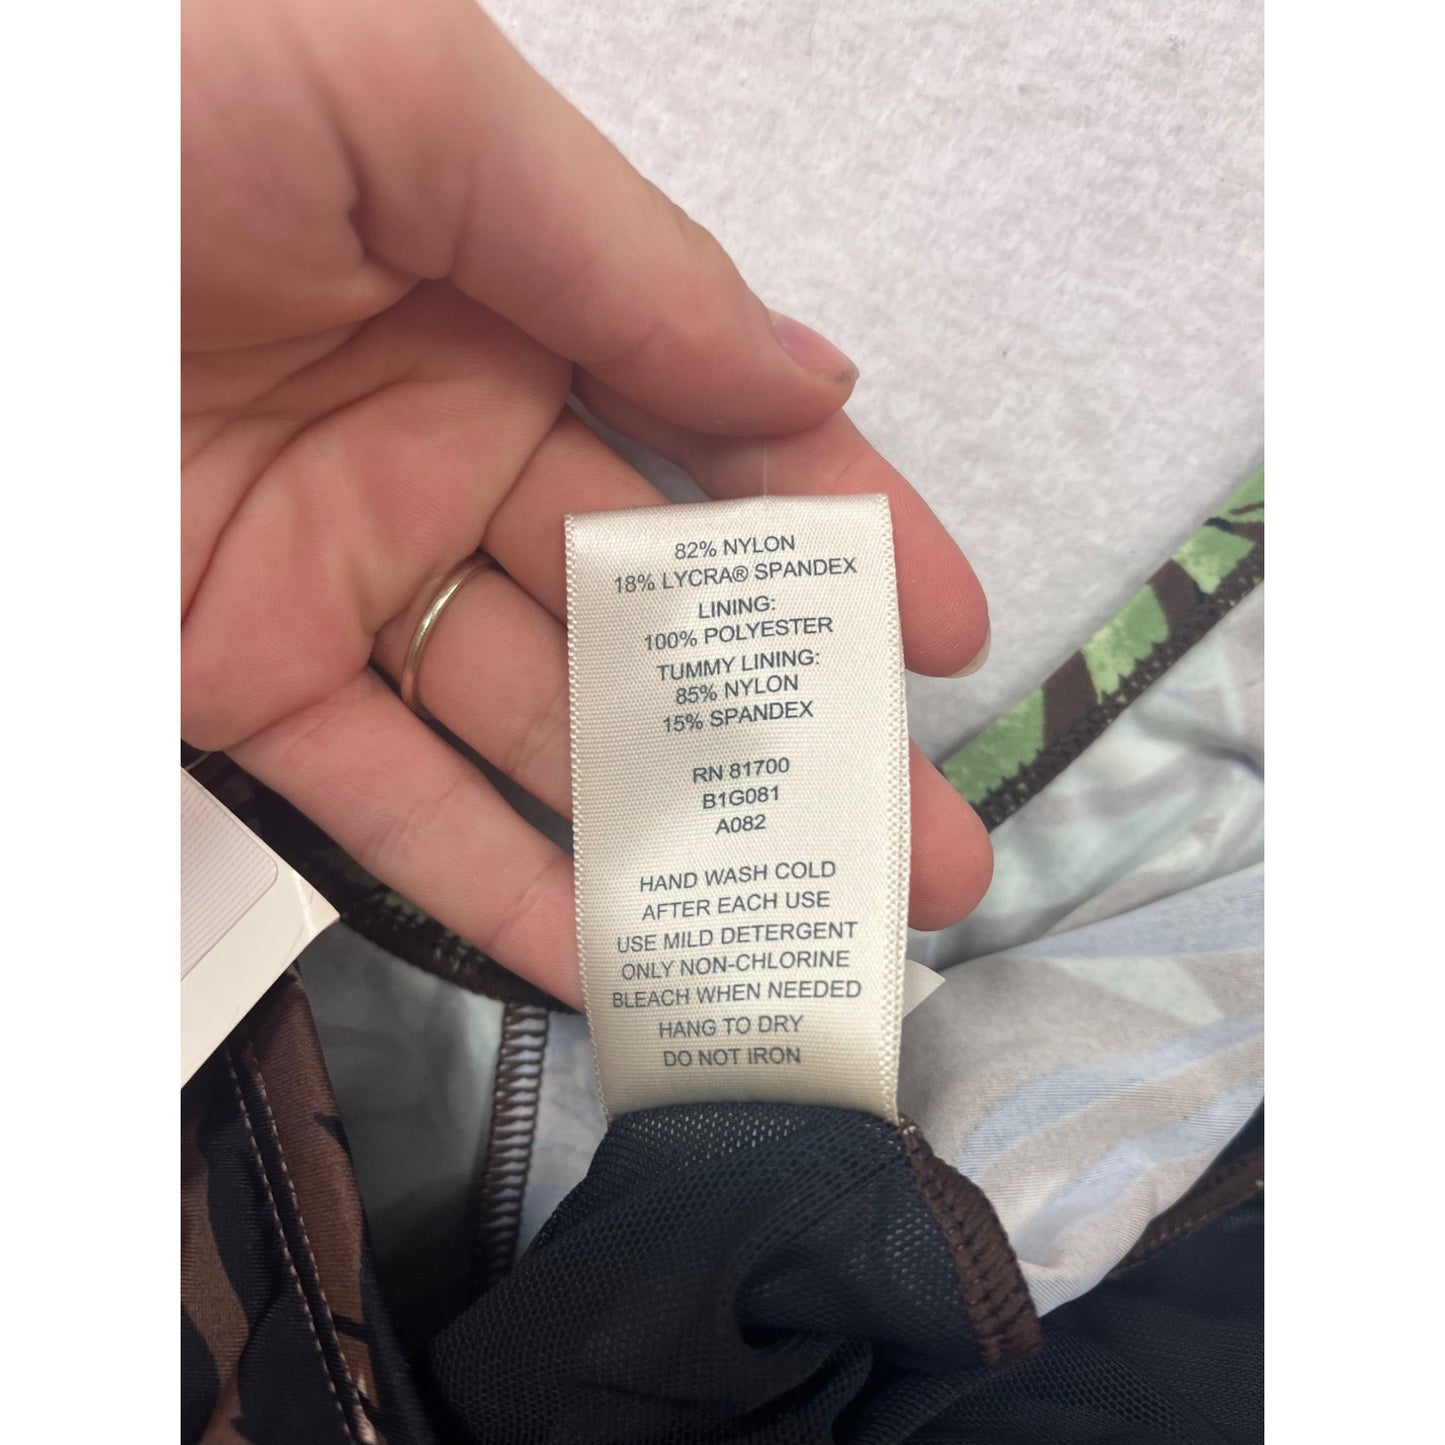 82% NYLON
18% LYCRA® SPANDEX
LINING:
100% POLYESTER
TUMMY LINING:
85% NYLON
15% SPANDEX
RN 81700
B1G081
A082
HAND WASH COLD
AFTER EACH USE
USE MILD DETERGENT
ONLY NON-CHLORINE
BLEACH WHEN NEEDED
HANG TO DRY
DO NOT IRON